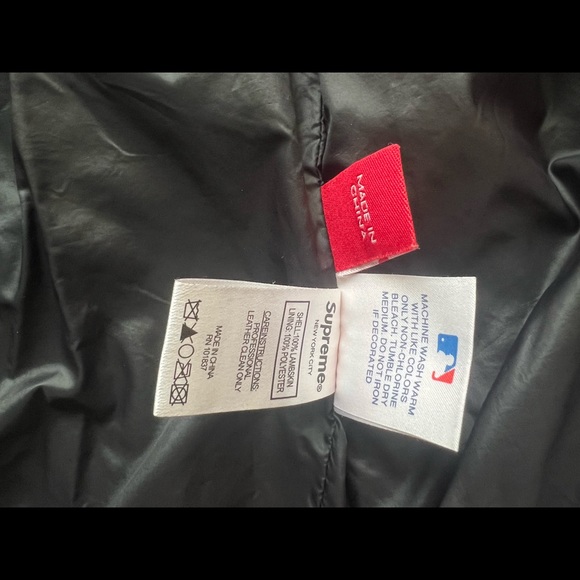 MADE IN
CHINA
Supreme®
NEW YORK CITY
SHELL:100% LAMBSKIN
LINING:100% POLYESTER
CARE INSTRUCTIONS:
PROFESSIONAL
LEATHER CLEAN ONLY
MADE IN CHINA
RN 101837
MACHINE WASH WARM
WITH LIKE COLORS
ONLY NON-CHLORINE
BLEACH. TUMBLE DRY
MEDIUM. DO NOT IRON
IF DECORATED